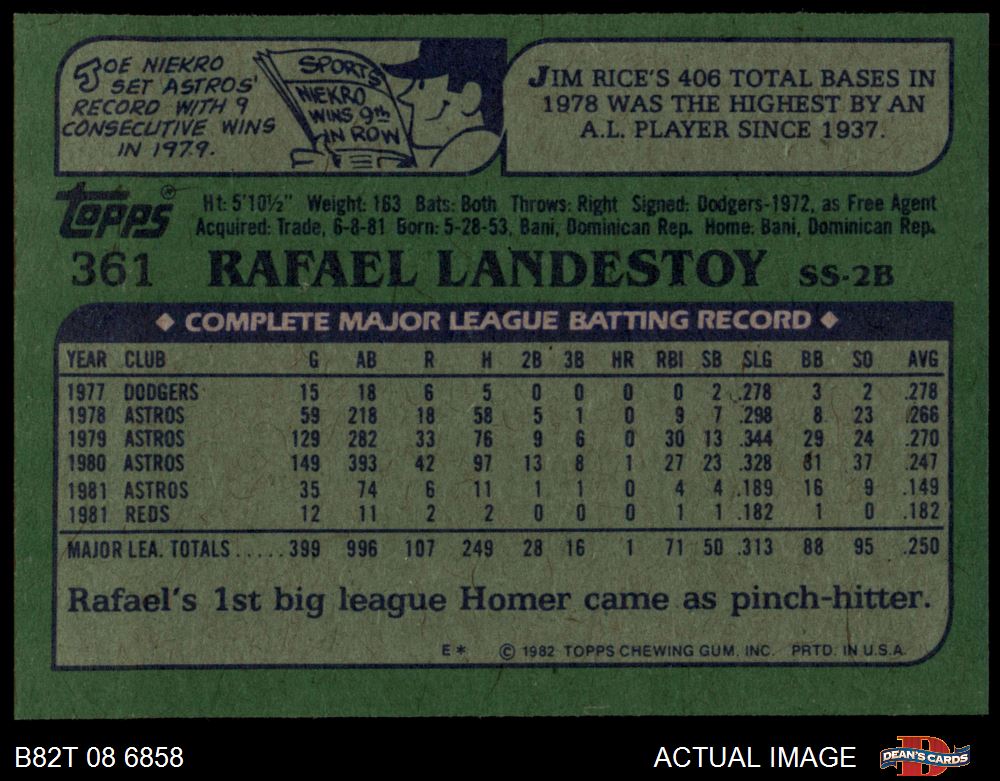 JOE NIEKRO
SET ASTROS'
RECORD WITH 9
CONSECUTIVE WINS
IN 1979.
SPORTS
NIEKRO
WINS 9th
IN ROW
JIM RICE'S 406 TOTAL BASES IN
1978 WAS THE HIGHEST BY AN
A.L. PLAYER SINCE 1937.
Topps®
Ht: 5'10½" Weight: 163 Bats: Both Throws: Right Signed: Dodgers-1972, as Free Agent
Acquired: Trade, 6-8-81 Born: 5-28-53, Bani, Dominican Rep. Home: Bani, Dominican Rep.
361 RAFAEL LANDESTOY SS-2B
◆ COMPLETE MAJOR LEAGUE BATTING RECORD ◆
YEAR CLUB G AB R H 2B 3B HR RBI SB SLG BB SO AVG
1977 DODGERS 15 18 6 5 0 0 0 0 2 .278 3 2 .278
1978 ASTROS 59 218 18 58 5 1 0 9 7 .298 8 23 .266
1979 ASTROS 129 282 33 76 9 6 0 30 13 .344 29 24 .270
1980 ASTROS 149 393 42 97 13 8 1 27 23 .328 31 37 .247
1981 ASTROS 35 74 6 11 1 1 0 4 4 .189 16 9 .149
1981 REDS 12 11 2 2 0 0 0 1 1 .182 1 0 .182
MAJOR LEA. TOTALS.....399 996 107 249 28 16 1 71 50 .313 88 95 .250
Rafael's 1st big league Homer came as pinch-hitter.
E* © 1982 TOPPS CHEWING GUM, INC. PRTD. IN U.S.A.
B82T 08 6858 ACTUAL IMAGE DEAN'S CARDS